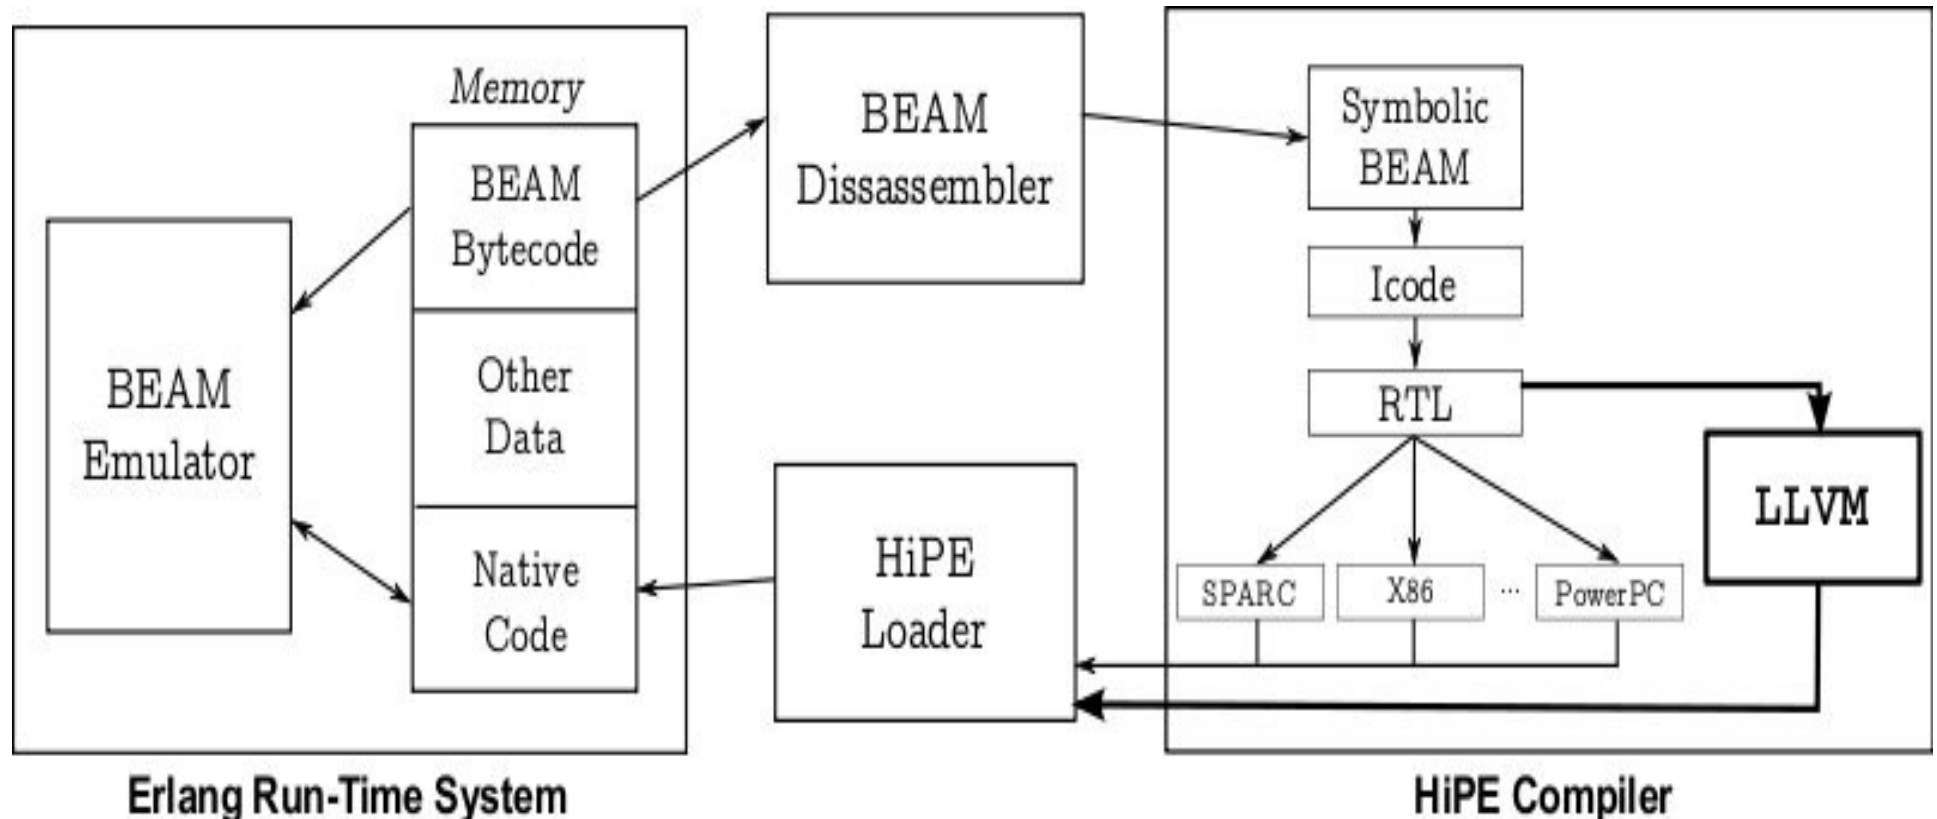 Memory
BEAM
Bytecode
Other
Data
Native
Code
BEAM
Emulator
Erlang Run-Time System
BEAM
Dissassembler
HiPE
Loader
Symbolic
BEAM
Icode
RTL
LLVM
SPARC
X86
...
PowerPC
HiPE Compiler